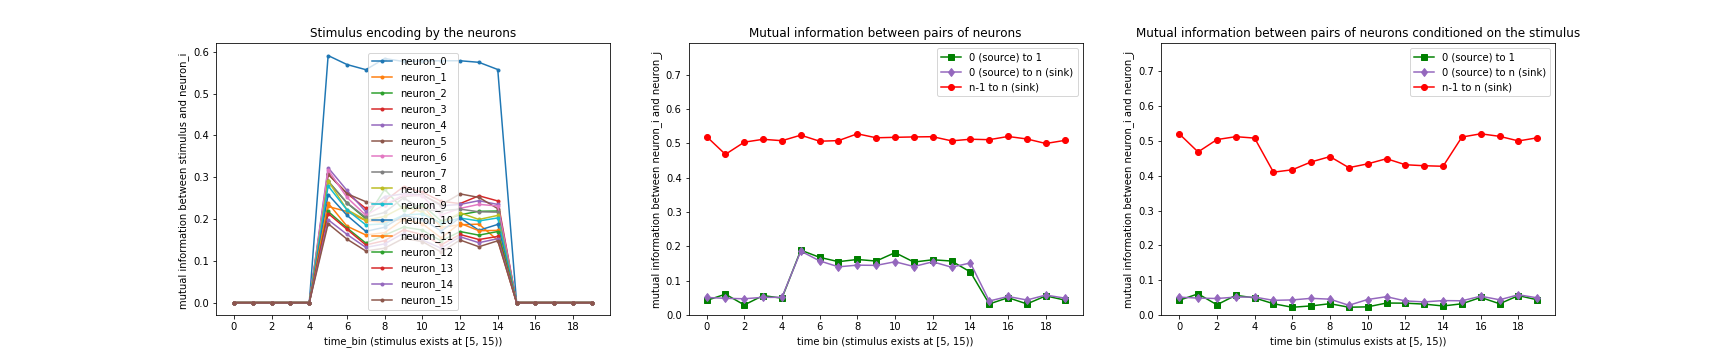 Stimulus encoding by the neurons
mutual information between stimulus and neuron_i
0.6
0.5
0.4
0.3
0.2
0.1
0.0
neuron_0
neuron_1
neuron_2
neuron_3
neuron_4
neuron_5
neuron_6
neuron_7
neuron_8
neuron_9
neuron_10
neuron_11
neuron_12
neuron_13
neuron_14
neuron_15
0 2 4 6 8 10 12 14 16 18
time_bin (stimulus exists at [5, 15))
Mutual information between pairs of neurons
mutual information between neuron_i and neuron_j
0.7
0.6
0.5
0.4
0.3
0.2
0.1
0.0
0 (source) to 1
0 (source) to n (sink)
n-1 to n (sink)
0 2 4 6 8 10 12 14 16 18
time bin (stimulus exists at [5, 15))
Mutual information between pairs of neurons conditioned on the stimulus
mutual information between neuron_i and neuron_j
0.7
0.6
0.5
0.4
0.3
0.2
0.1
0.0
0 (source) to 1
0 (source) to n (sink)
n-1 to n (sink)
0 2 4 6 8 10 12 14 16 18
time bin (stimulus exists at [5, 15))